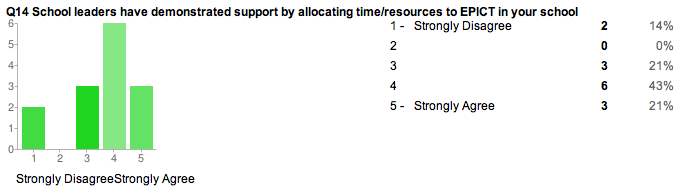 Q14 School leaders have demonstrated support by allocating time/resources to EPICT in your school
6
5
4
3
2
1
0
1 2 3 4 5
Strongly DisagreeStrongly Agree
1 - Strongly Disagree 2 14%
2 0 0%
3 3 21%
4 6 43%
5 - Strongly Agree 3 21%